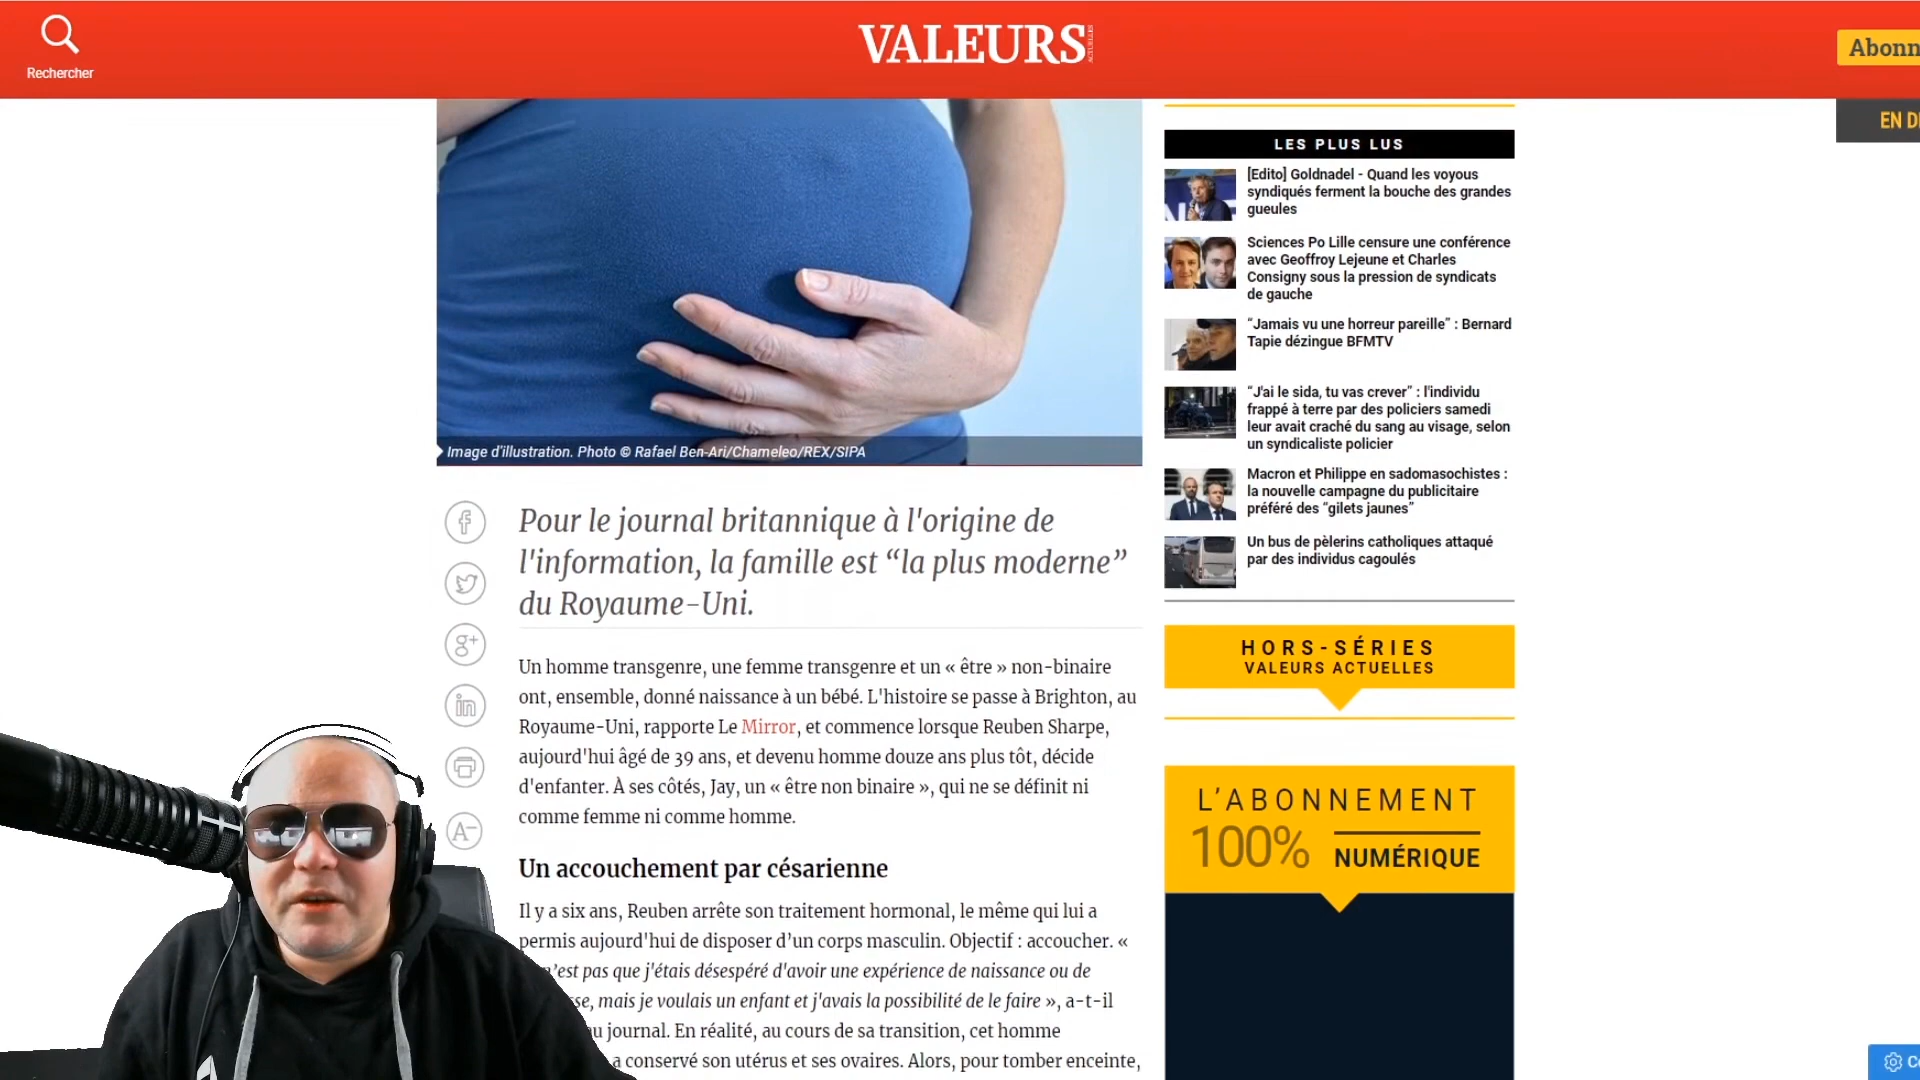 Rechercher
VALEURS
ACTUELLES
Abonn
EN D
Image d'illustration. Photo © Rafael Ben-Ari/Chameleo/REX/SIPA
Pour le journal britannique à l'origine de
l'information, la famille est “la plus moderne”
du Royaume-Uni.
Un homme transgenre, une femme transgenre et un « être » non-binaire
ont, ensemble, donné naissance à un bébé. L'histoire se passe à Brighton, au
Royaume-Uni, rapporte Le Mirror, et commence lorsque Reuben Sharpe,
aujourd'hui âgé de 39 ans, et devenu homme douze ans plus tôt, décide
d'enfanter. À ses côtés, Jay, un « être non binaire », qui ne se définit ni
comme femme ni comme homme.
Un accouchement par césarienne
Il y a six ans, Reuben arrête son traitement hormonal, le même qui lui a
permis aujourd'hui de disposer d’un corps masculin. Objectif : accoucher. «
n’est pas que j'étais désespéré d'avoir une expérience de naissance ou de
sse, mais je voulais un enfant et j'avais la possibilité de le faire », a-t-il
u journal. En réalité, au cours de sa transition, cet homme
a conservé son utérus et ses ovaires. Alors, pour tomber enceinte,
LES PLUS LUS
[Edito] Goldnadel - Quand les voyous
syndiqués ferment la bouche des grandes
gueules
Sciences Po Lille censure une conférence
avec Geoffroy Lejeune et Charles
Consigny sous la pression de syndicats
de gauche
“Jamais vu une horreur pareille” : Bernard
Tapie dézingue BFMTV
“J'ai le sida, tu vas crever” : l'individu
frappé à terre par des policiers samedi
leur avait craché du sang au visage, selon
un syndicaliste policier
Macron et Philippe en sadomasochistes :
la nouvelle campagne du publicitaire
préféré des “gilets jaunes”
Un bus de pèlerins catholiques attaqué
par des individus cagoulés
HORS-SÉRIES
VALEURS ACTUELLES
L’ABONNEMENT
100% NUMÉRIQUE